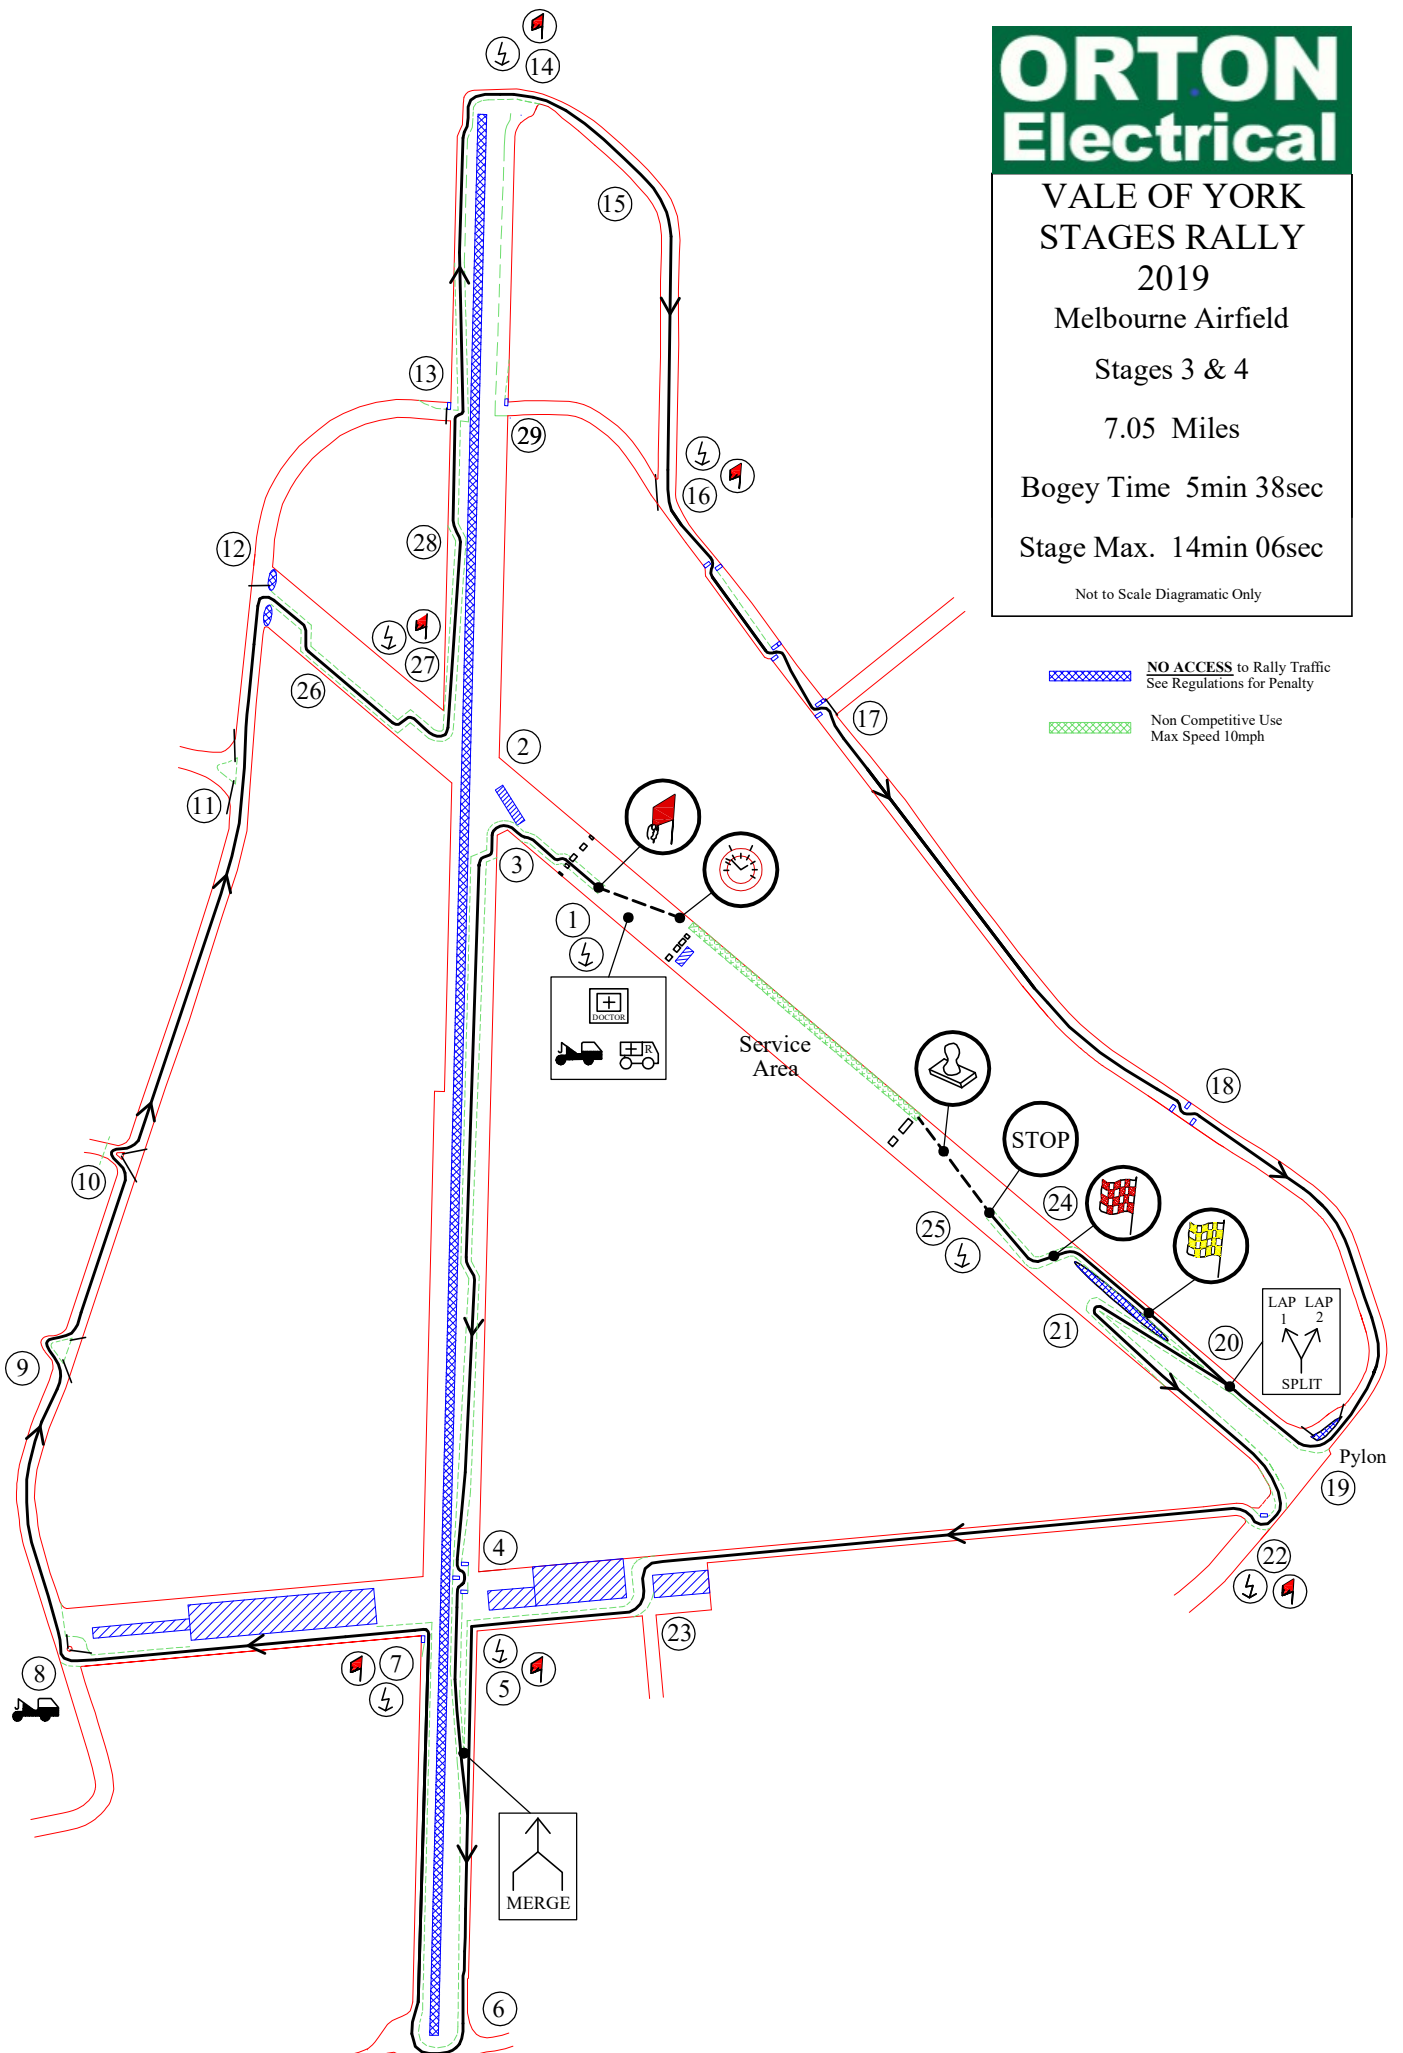 ORTON
Electrical
VALE OF YORK
STAGES RALLY
2019
Melbourne Airfield
Stages 3 & 4
7.05 Miles
Bogey Time 5min 38sec
Stage Max. 14min 06sec
Not to Scale Diagramatic Only
NO ACCESS to Rally Traffic
See Regulations for Penalty
Non Competitive Use
Max Speed 10mph
14
15
13
29
16
12
28
27
26
17
2
11
3
1
DOCTOR
R
Service
Area
18
10
STOP
24
25
9
21
20
LAP LAP
1 2
SPLIT
Pylon
19
4
22
23
7
5
8
MERGE
6